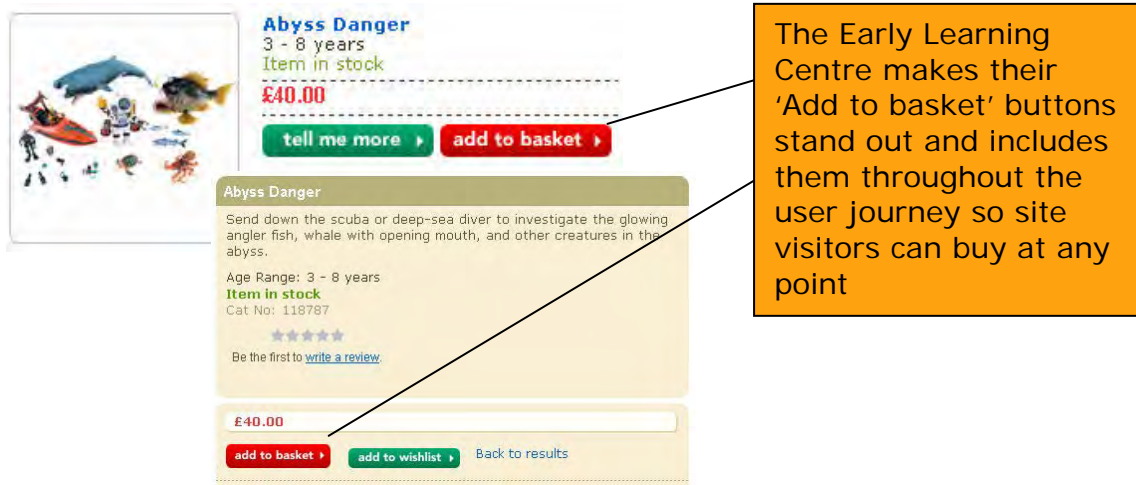 Abyss Danger
3 - 8 years
Item in stock
£40.00
tell me more
add to basket
Abyss Danger
Send down the scuba or deep-sea diver to investigate the glowing
angler fish, whale with opening mouth, and other creatures in the
abyss.
Age Range: 3 - 8 years
Item in stock
Cat No: 118787
Be the first to write a review.
£40.00
add to basket
add to wishlist
Back to results
The Early Learning
Centre makes their
‘Add to basket’ buttons
stand out and includes
them throughout the
user journey so site
visitors can buy at any
point